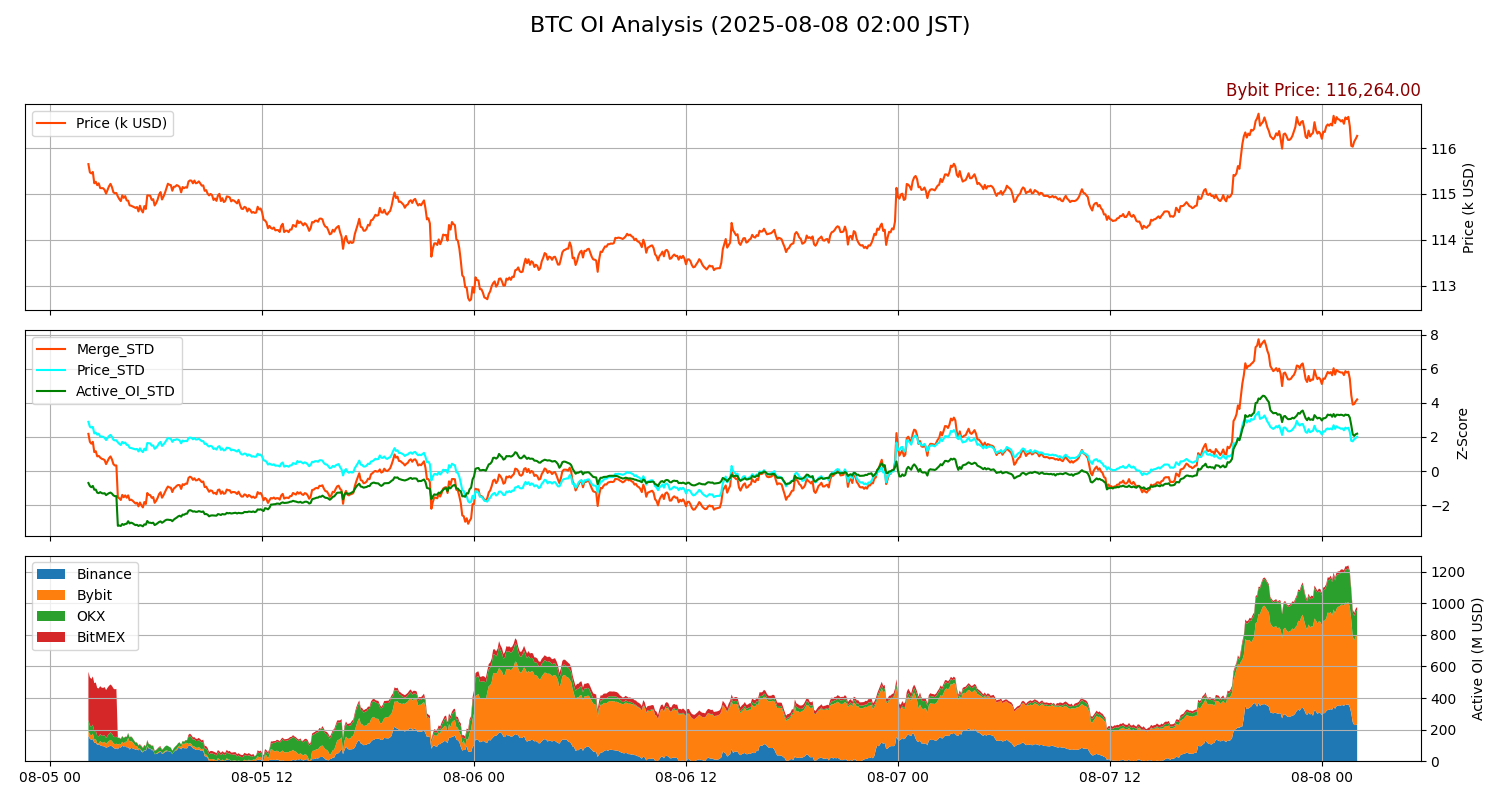 BTC OI Analysis (2025-08-08 02:00 JST)
Bybit Price: 116,264.00
Price (k USD)
116
115
114
113
Price (k USD)
Merge_STD
Price_STD
Active_OI_STD
8
6
4
2
0
−2
Z-Score
Binance
Bybit
OKX
BitMEX
1200
1000
800
600
400
200
0
Active OI (M USD)
08-05 00
08-05 12
08-06 00
08-06 12
08-07 00
08-07 12
08-08 00